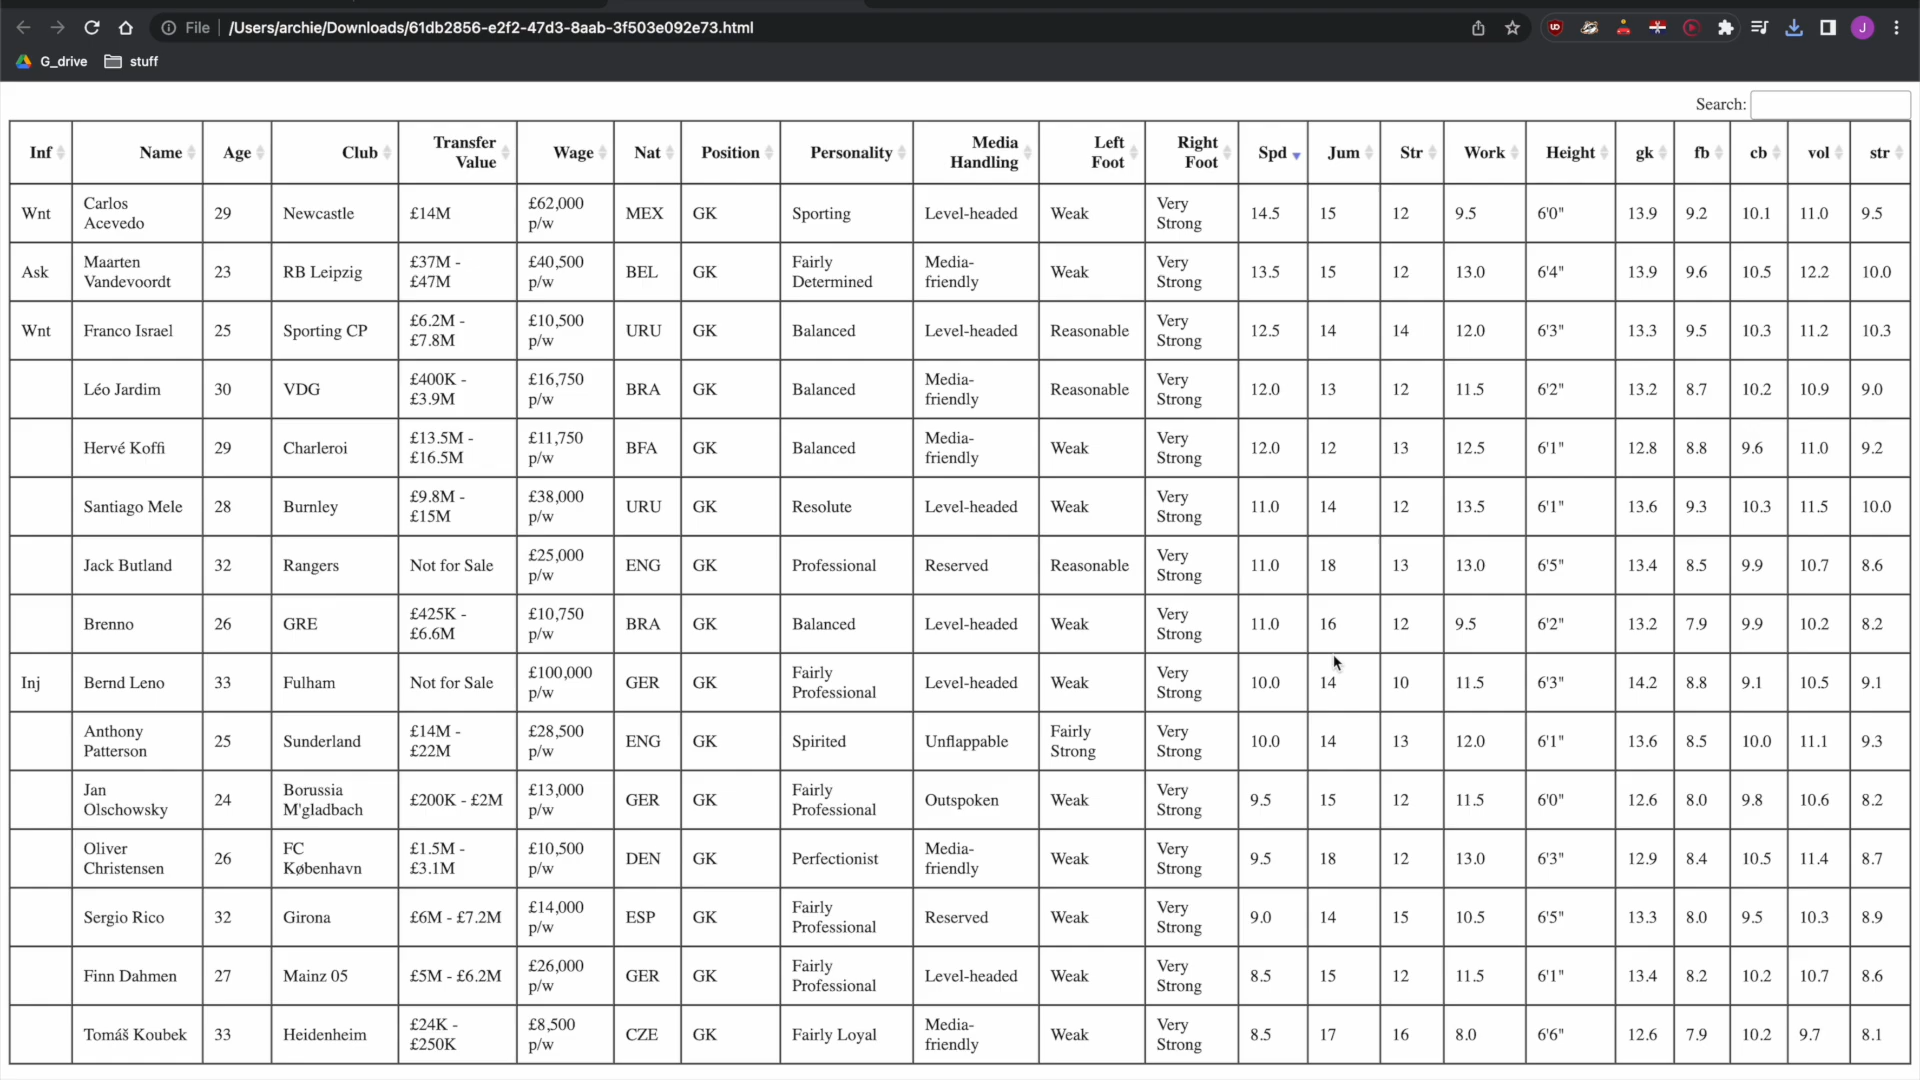 File /Users/archie/Downloads/61db2856-e2f2-47d3-8aab-3f503e092e73.html
G_drive stuff
Search:
Inf Name Age Club Transfer Value Wage Nat Position Personality Media Handling Left Foot Right Foot Spd Jum Str Work Height gk fb cb vol str
Wnt Carlos Acevedo 29 Newcastle £14M £62,000 p/w MEX GK Sporting Level-headed Weak Very Strong 14.5 15 12 9.5 6'0" 13.9 9.2 10.1 11.0 9.5
Ask Maarten Vandevoordt 23 RB Leipzig £37M - £47M £40,500 p/w BEL GK Fairly Determined Media-friendly Weak Very Strong 13.5 15 12 13.0 6'4" 13.9 9.6 10.5 12.2 10.0
Wnt Franco Israel 25 Sporting CP £6.2M - £7.8M £10,500 p/w URU GK Balanced Level-headed Reasonable Very Strong 12.5 14 14 12.0 6'3" 13.3 9.5 10.3 11.2 10.3
Léo Jardim 30 VDG £400K - £3.9M £16,750 p/w BRA GK Balanced Media-friendly Reasonable Very Strong 12.0 13 12 11.5 6'2" 13.2 8.7 10.2 10.9 9.0
Hervé Koffi 29 Charleroi £13.5M - £16.5M £11,750 p/w BFA GK Balanced Media-friendly Weak Very Strong 12.0 12 13 12.5 6'1" 12.8 8.8 9.6 11.0 9.2
Santiago Mele 28 Burnley £9.8M - £15M £38,000 p/w URU GK Resolute Level-headed Weak Very Strong 11.0 14 12 13.5 6'1" 13.6 9.3 10.3 11.5 10.0
Jack Butland 32 Rangers Not for Sale £25,000 p/w ENG GK Professional Reserved Reasonable Very Strong 11.0 18 13 13.0 6'5" 13.4 8.5 9.9 10.7 8.6
Brenno 26 GRE £425K - £6.6M £10,750 p/w BRA GK Balanced Level-headed Weak Very Strong 11.0 16 12 9.5 6'2" 13.2 7.9 9.9 10.2 8.2
Inj Bernd Leno 33 Fulham Not for Sale £100,000 p/w GER GK Fairly Professional Level-headed Weak Very Strong 10.0 14 10 11.5 6'3" 14.2 8.8 9.1 10.5 9.1
Anthony Patterson 25 Sunderland £14M - £22M £28,500 p/w ENG GK Spirited Unflappable Fairly Strong Very Strong 10.0 14 13 12.0 6'1" 13.6 8.5 10.0 11.1 9.3
Jan Olschowsky 24 Borussia M'gladbach £200K - £2M £13,000 p/w GER GK Fairly Professional Outspoken Weak Very Strong 9.5 15 12 11.5 6'0" 12.6 8.0 9.8 10.6 8.2
Oliver Christensen 26 FC København £1.5M - £3.1M £10,500 p/w DEN GK Perfectionist Media-friendly Weak Very Strong 9.5 18 12 13.0 6'3" 12.9 8.4 10.5 11.4 8.7
Sergio Rico 32 Girona £6M - £7.2M £14,000 p/w ESP GK Fairly Professional Reserved Weak Very Strong 9.0 14 15 10.5 6'5" 13.3 8.0 9.5 10.3 8.9
Finn Dahmen 27 Mainz 05 £5M - £6.2M £26,000 p/w GER GK Fairly Professional Level-headed Weak Very Strong 8.5 15 12 11.5 6'1" 13.4 8.2 10.2 10.7 8.6
Tomáš Koubek 33 Heidenheim £24K - £250K £8,500 p/w CZE GK Fairly Loyal Media-friendly Weak Very Strong 8.5 17 16 8.0 6'6" 12.6 7.9 10.2 9.7 8.1